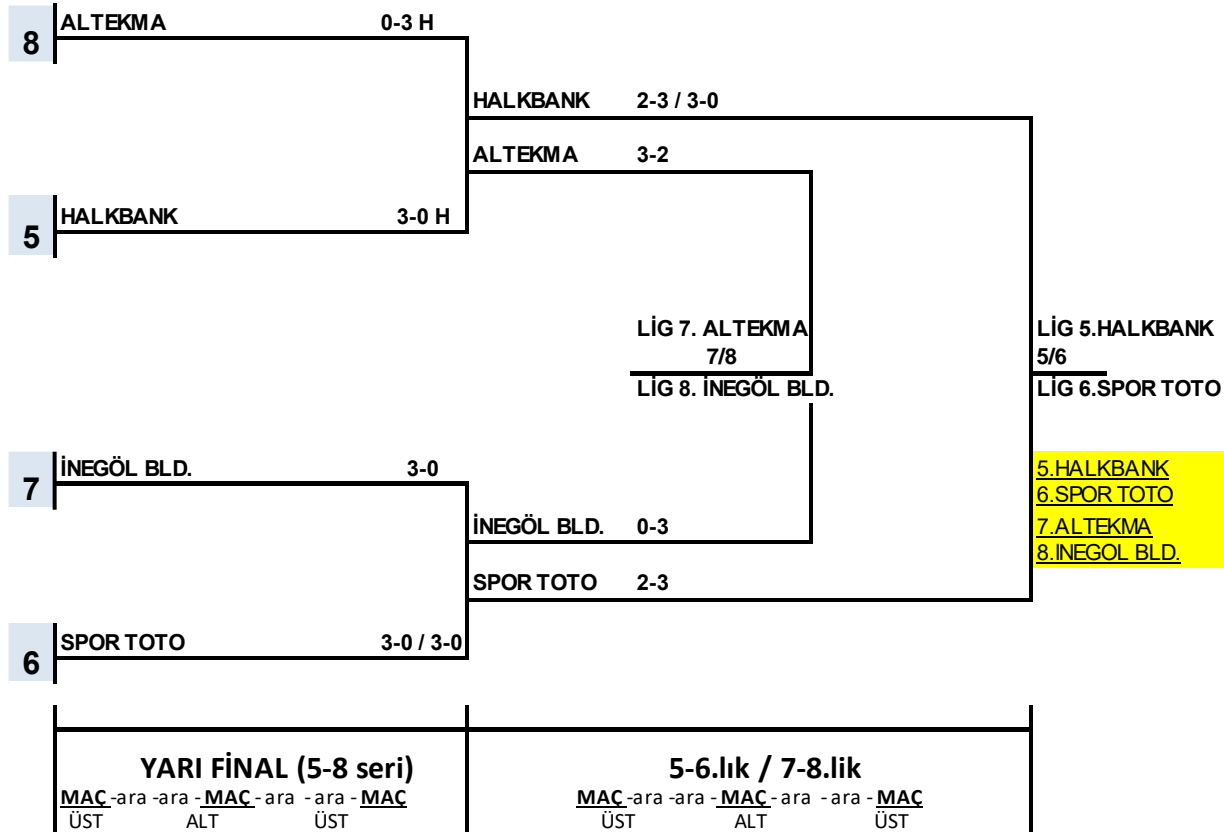 ALTEKMA 0-3 H
8
HALKBANK 2-3 / 3-0
ALTEKMA 3-2
HALKBANK 3-0 H
5
LİG 7. ALTEKMA LİG 5.HALKBANK
7/8 5/6
LİG 8. İNEGÖL BLD. LİG 6.SPOR TOTO
İNEGÖL BLD. 3-0 5.HALKBANK
7
6.SPOR TOTO
İNEGÖL BLD. 0-3 7.ALTEKMA
8.INEGOL BLD.
SPOR TOTO 2-3
SPOR TOTO 3-0 / 3-0
6
YARI FİNAL (5-8 seri) 5-6.lık / 7-8.lik
MAÇ -ara -ara - MAÇ - ara - ara - MAÇ MAÇ -ara -ara - MAÇ - ara - ara - MAÇ
ÜST ALT ÜST ÜST ALT ÜST